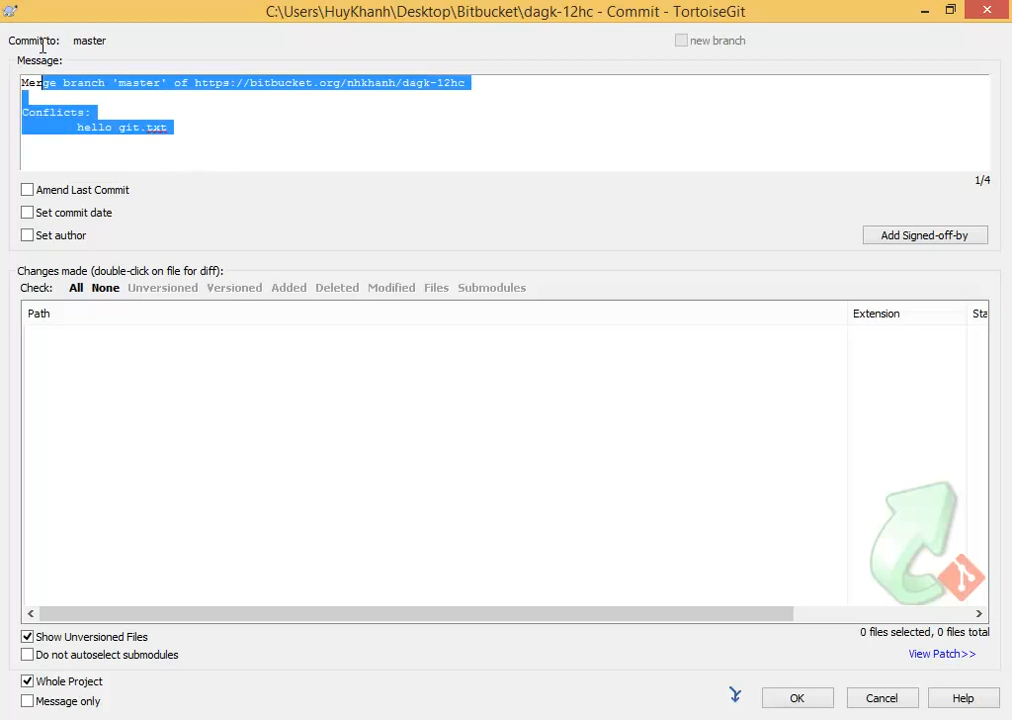 C:\Users\HuyKhanh\Desktop\Bitbucket\dagk-12hc - Commit - TortoiseGit
Commit to: master new branch
Message:
Merge branch 'master' of https://bitbucket.org/nhkhanh/dagk-12hc
Conflicts:
hello git.txt
1/4
Amend Last Commit
Set commit date
Set author
Add Signed-off-by
Changes made (double-click on file for diff):
Check: All None Unversioned Versioned Added Deleted Modified Files Submodules
Path Extension Sta
Show Unversioned Files
0 files selected, 0 files total
Do not autoselect submodules
View Patch>>
Whole Project
Message only
OK Cancel Help